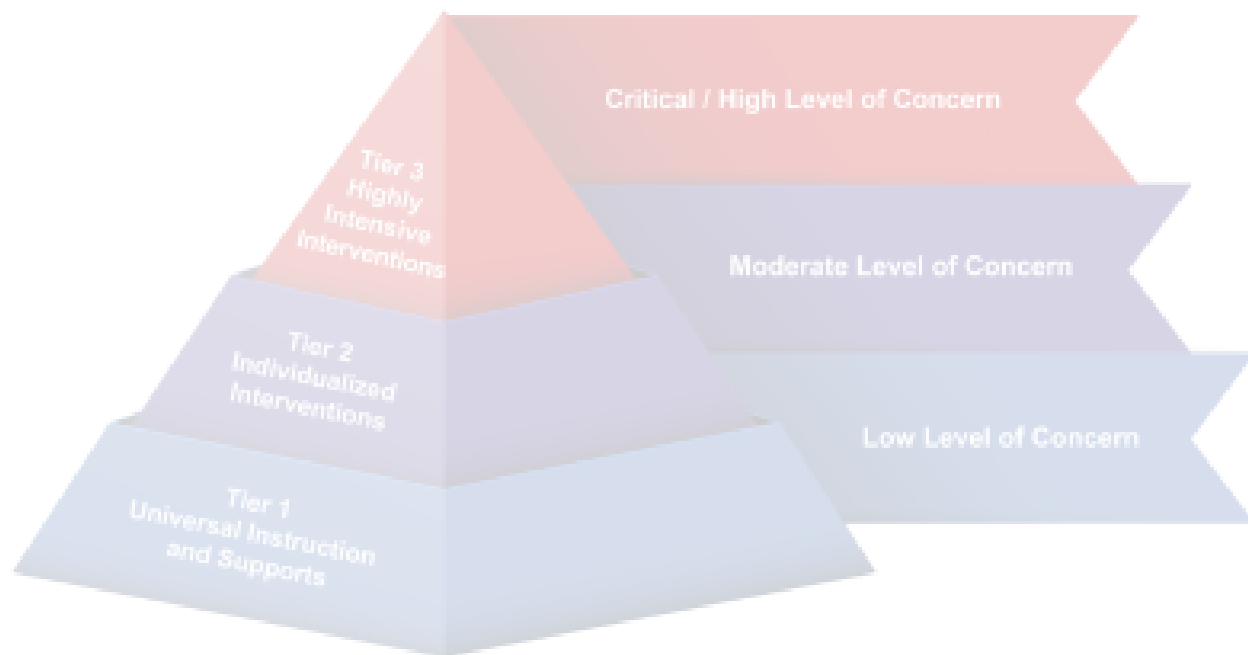 Critical / High Level of Concern
Tier 3
Highly
Intensive
Interventions
Moderate Level of Concern
Tier 2
Individualized
Interventions
Low Level of Concern
Tier 1
Universal Instruction
and Supports